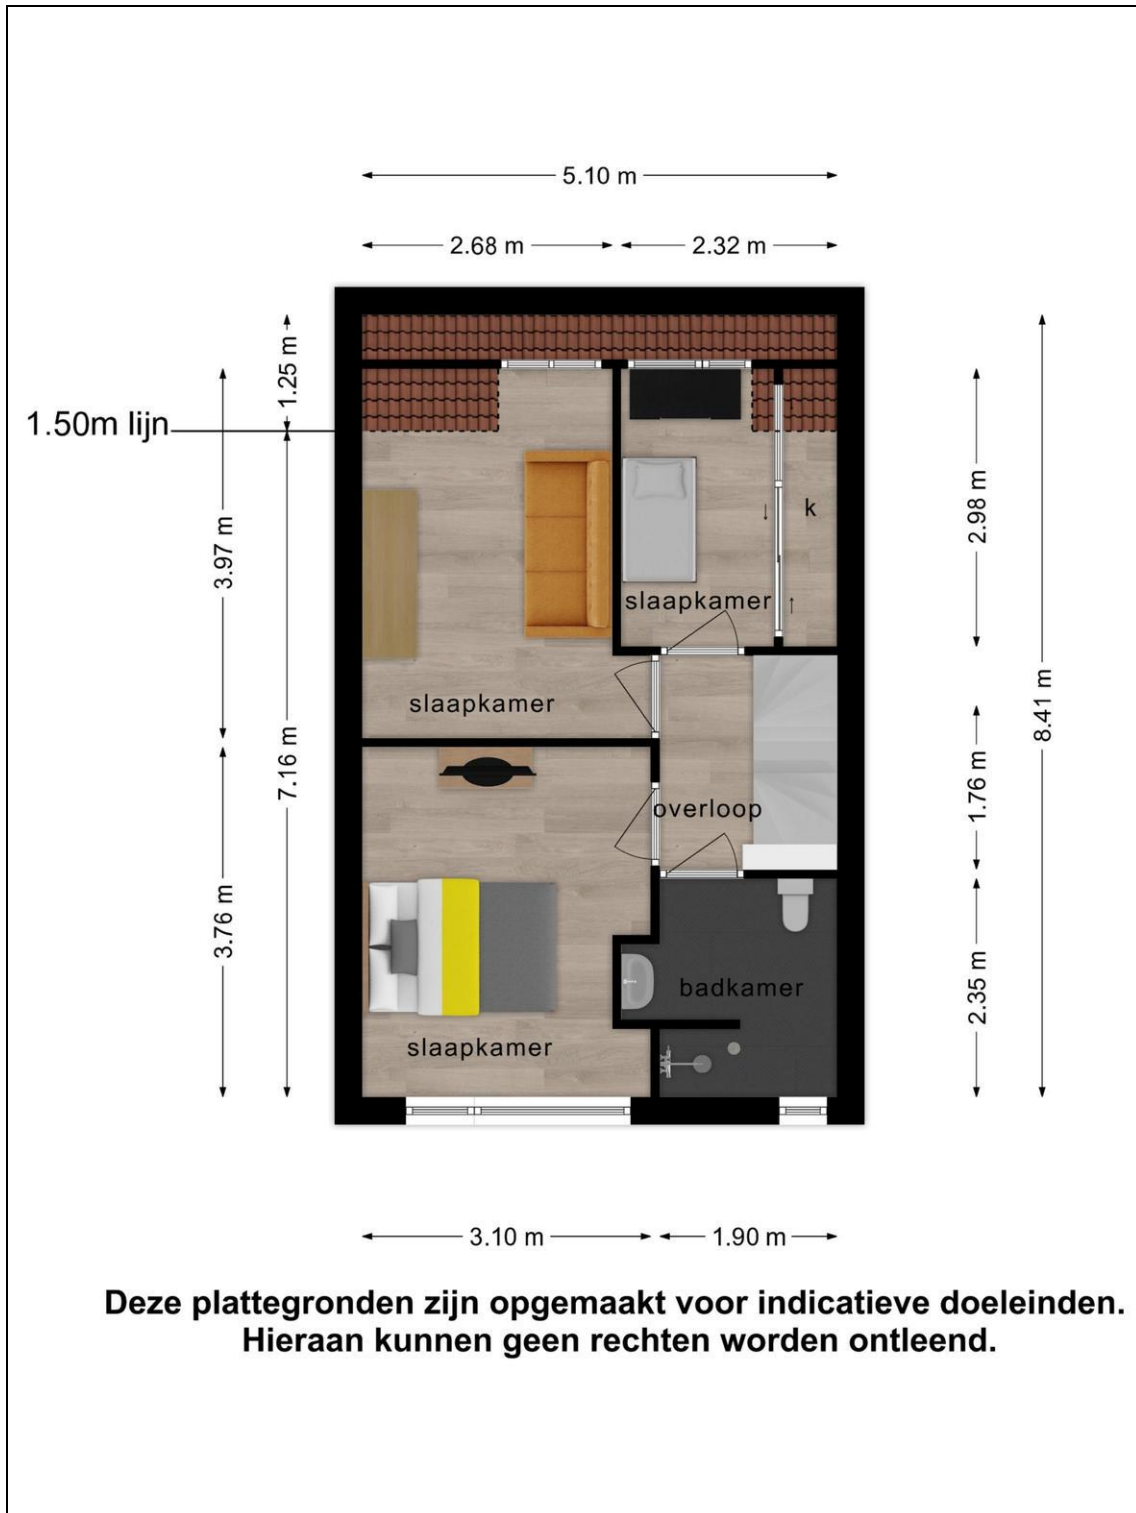 5.10 m
2.68 m
2.32 m
1.25 m
1.50m lijn
3.97 m
7.16 m
3.76 m
2.98 m
8.41 m
1.76 m
2.35 m
k
slaapkamer
slaapkamer
overloop
badkamer
slaapkamer
3.10 m
1.90 m
Deze plattegronden zijn opgemaakt voor indicatieve doeleinden.
Hieraan kunnen geen rechten worden ontleend.